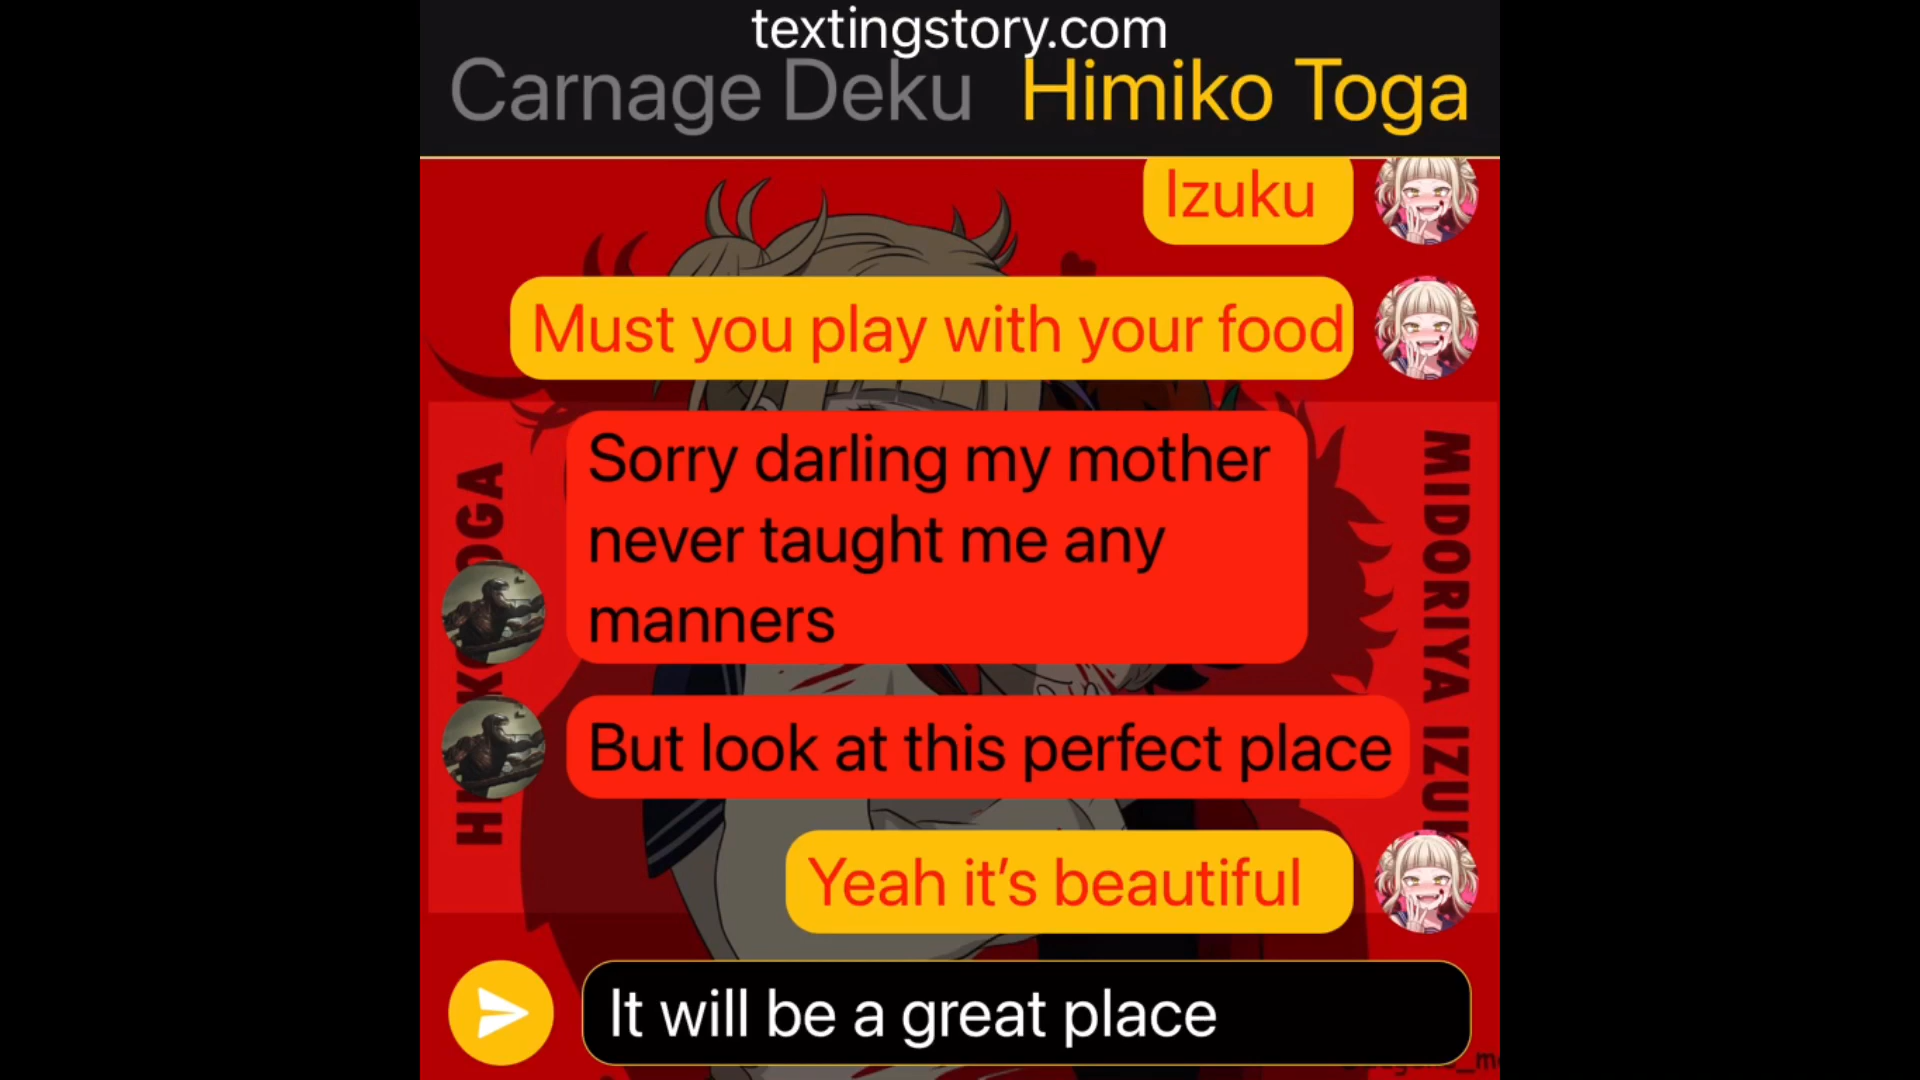 textingstory.com
Carnage Deku Himiko Toga
Izuku
Must you play with your food
Sorry darling my mother
never taught me any
manners
But look at this perfect place
Yeah it's beautiful
It will be a great place
MIDORIYA